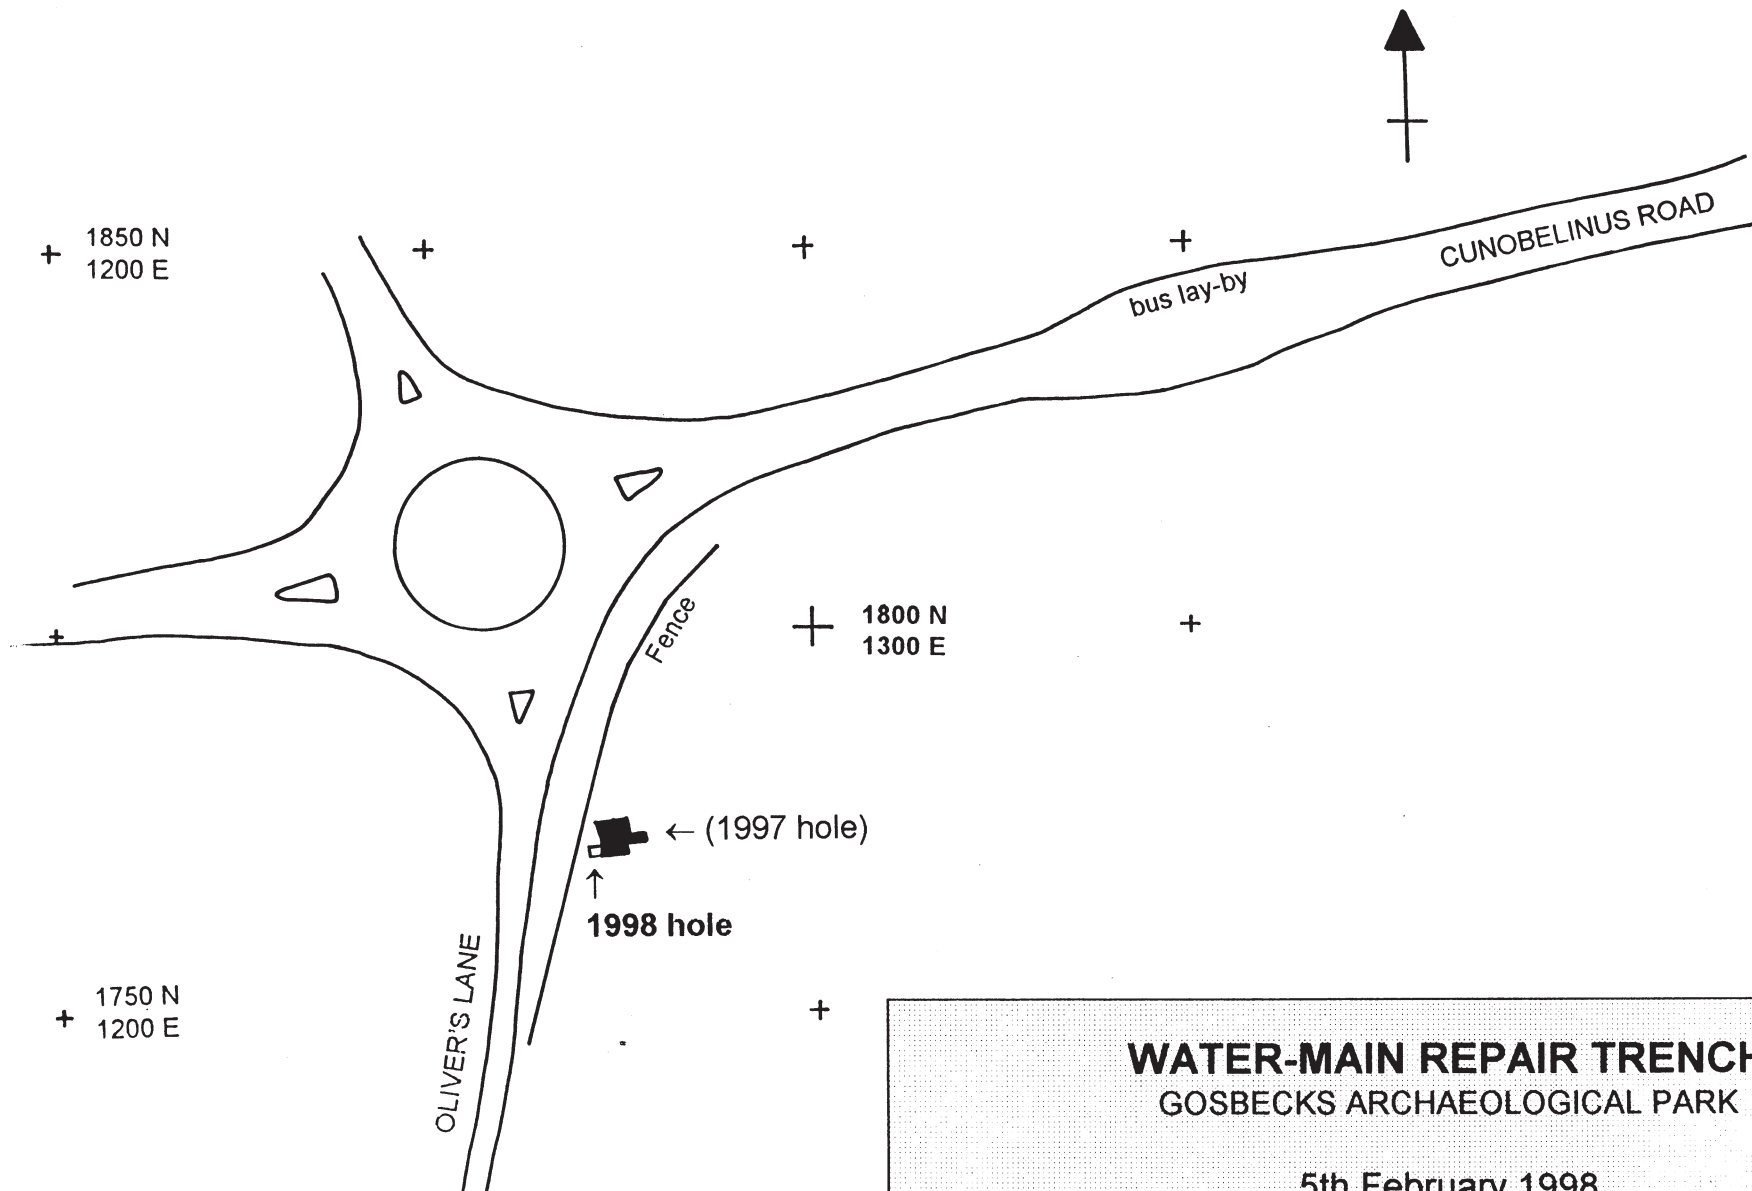 1850 N
1200 E
CUNOBELINUS ROAD
bus lay-by
Fence
1800 N
1300 E
← (1997 hole)
↑
1998 hole
OLIVER'S LANE
1750 N
1200 E
WATER-MAIN REPAIR TRENCH
GOSBECKS ARCHAEOLOGICAL PARK
5th February 1998